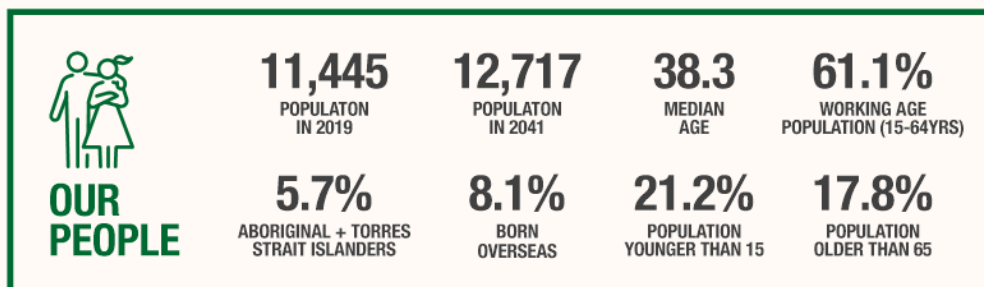 11,445
POPULATON
IN 2019
12,717
POPULATON
IN 2041
38.3
MEDIAN
AGE
61.1%
WORKING AGE
POPULATION (15-64YRS)
OUR
PEOPLE
5.7%
ABORIGINAL + TORRES
STRAIT ISLANDERS
8.1%
BORN
OVERSEAS
21.2%
POPULATION
YOUNGER THAN 15
17.8%
POPULATION
OLDER THAN 65